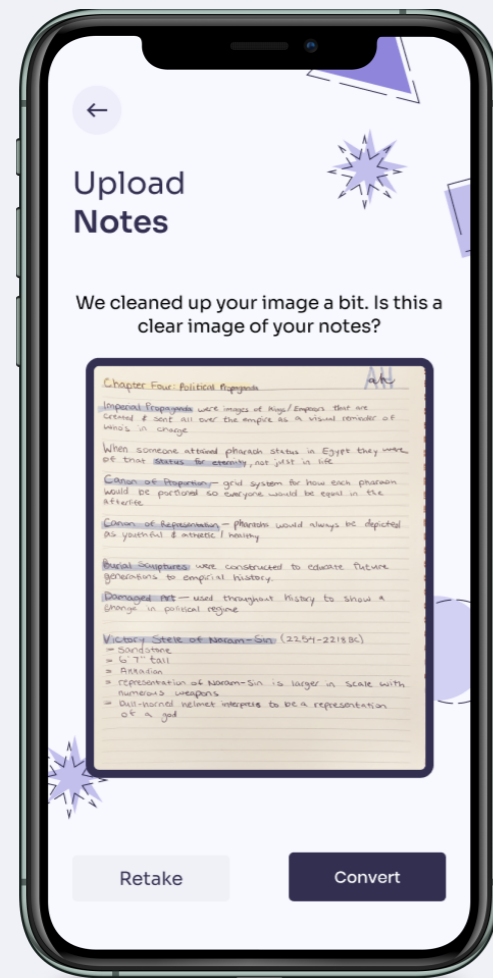 ←
Upload
Notes
We cleaned up your image a bit. Is this a
clear image of your notes?
Chapter Four: Political Propaganda
Art
Imperial Propaganda were images of Kings/Emperors that are
created & sent all over the empire as a visual reminder of
who's in charge
When someone attained pharaoh status in Egypt they were
of that status for eternity, not just in life
Canon of Proportion — grid system for how each pharaoh
would be portioned so everyone would be equal in the
afterlife
Canon of Representation — pharaohs would always be depicted
as youthful & athletic / healthy
Burial Sculptures were constructed to educate future
generations to empirial history.
Damaged Art — used throughout history to show a
change in political regime
Victory Stele of Naram-Sin (2254-2218 BC)
- Sandstone
- 6'7" tall
- Akkadian
- representation of Naram-Sin is larger in scale with
numerous weapons
- Bull-horned helmet interprets to be a representation
of a god
Retake
Convert